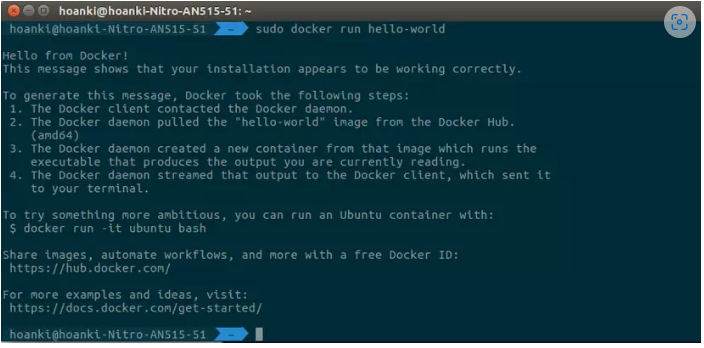 hoanki@hoanki-Nitro-AN515-51: ~
hoanki@hoanki-Nitro-AN515-51 ~ sudo docker run hello-world
Hello from Docker!
This message shows that your installation appears to be working correctly.
To generate this message, Docker took the following steps:
1. The Docker client contacted the Docker daemon.
2. The Docker daemon pulled the "hello-world" image from the Docker Hub.
(amd64)
3. The Docker daemon created a new container from that image which runs the
executable that produces the output you are currently reading.
4. The Docker daemon streamed that output to the Docker client, which sent it
to your terminal.
To try something more ambitious, you can run an Ubuntu container with:
$ docker run -it ubuntu bash
Share images, automate workflows, and more with a free Docker ID:
https://hub.docker.com/
For more examples and ideas, visit:
https://docs.docker.com/get-started/
hoanki@hoanki-Nitro-AN515-51 ~